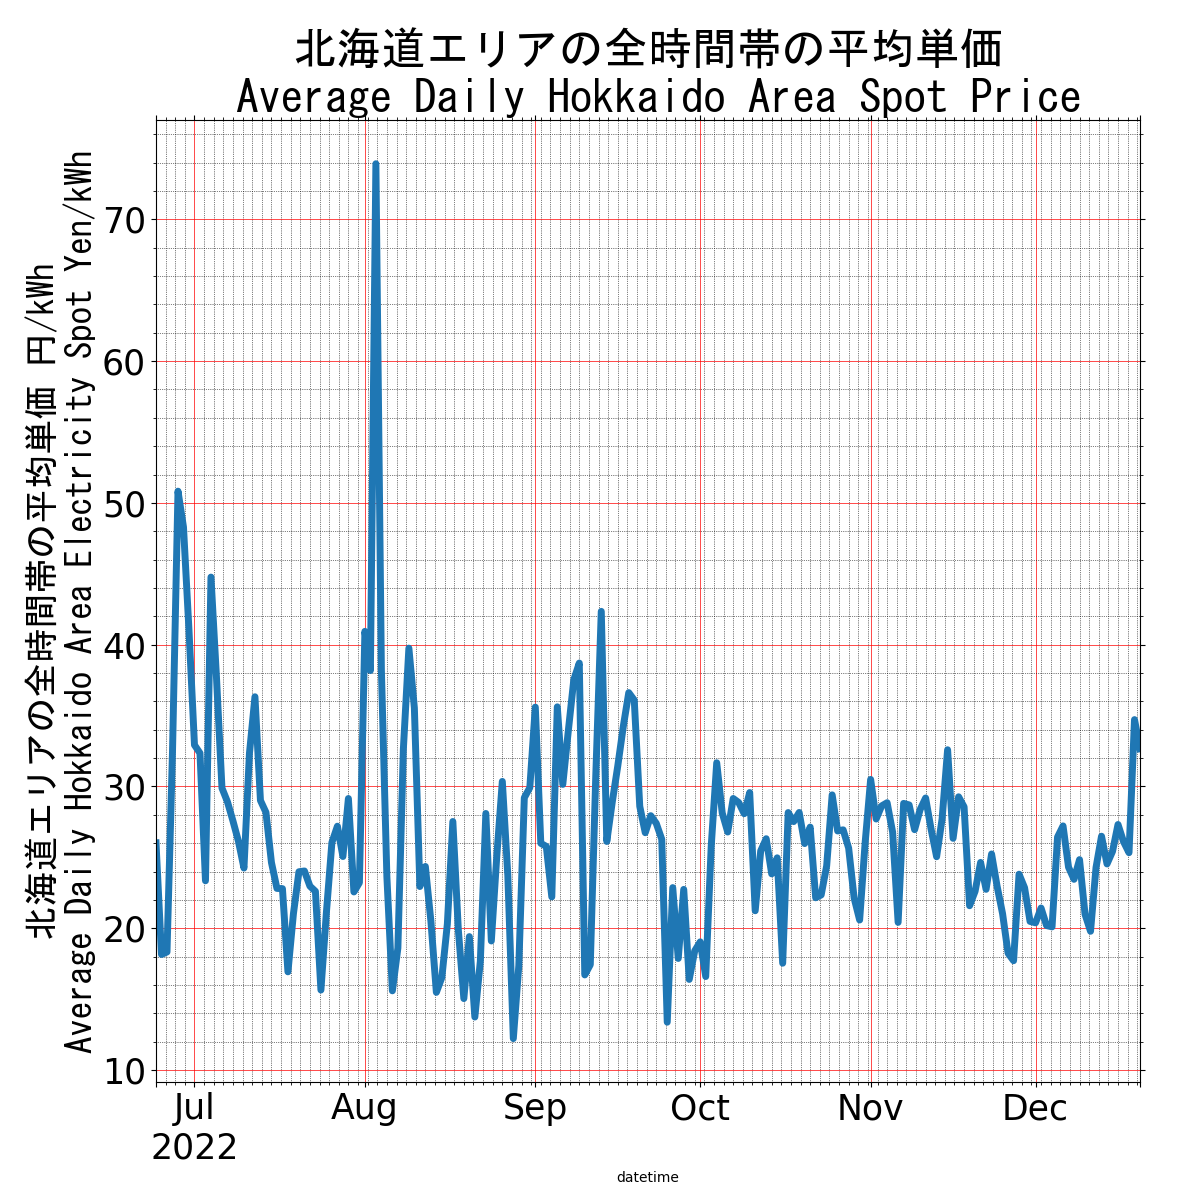 北海道エリアの全時間帯の平均単価
Average Daily Hokkaido Area Spot Price
北海道エリアの全時間帯の平均単価 円/kWh
Average Daily Hokkaido Area Electricity Spot Yen/kWh
70
60
50
40
30
20
10
Jul Aug Sep Oct Nov Dec
2022
datetime